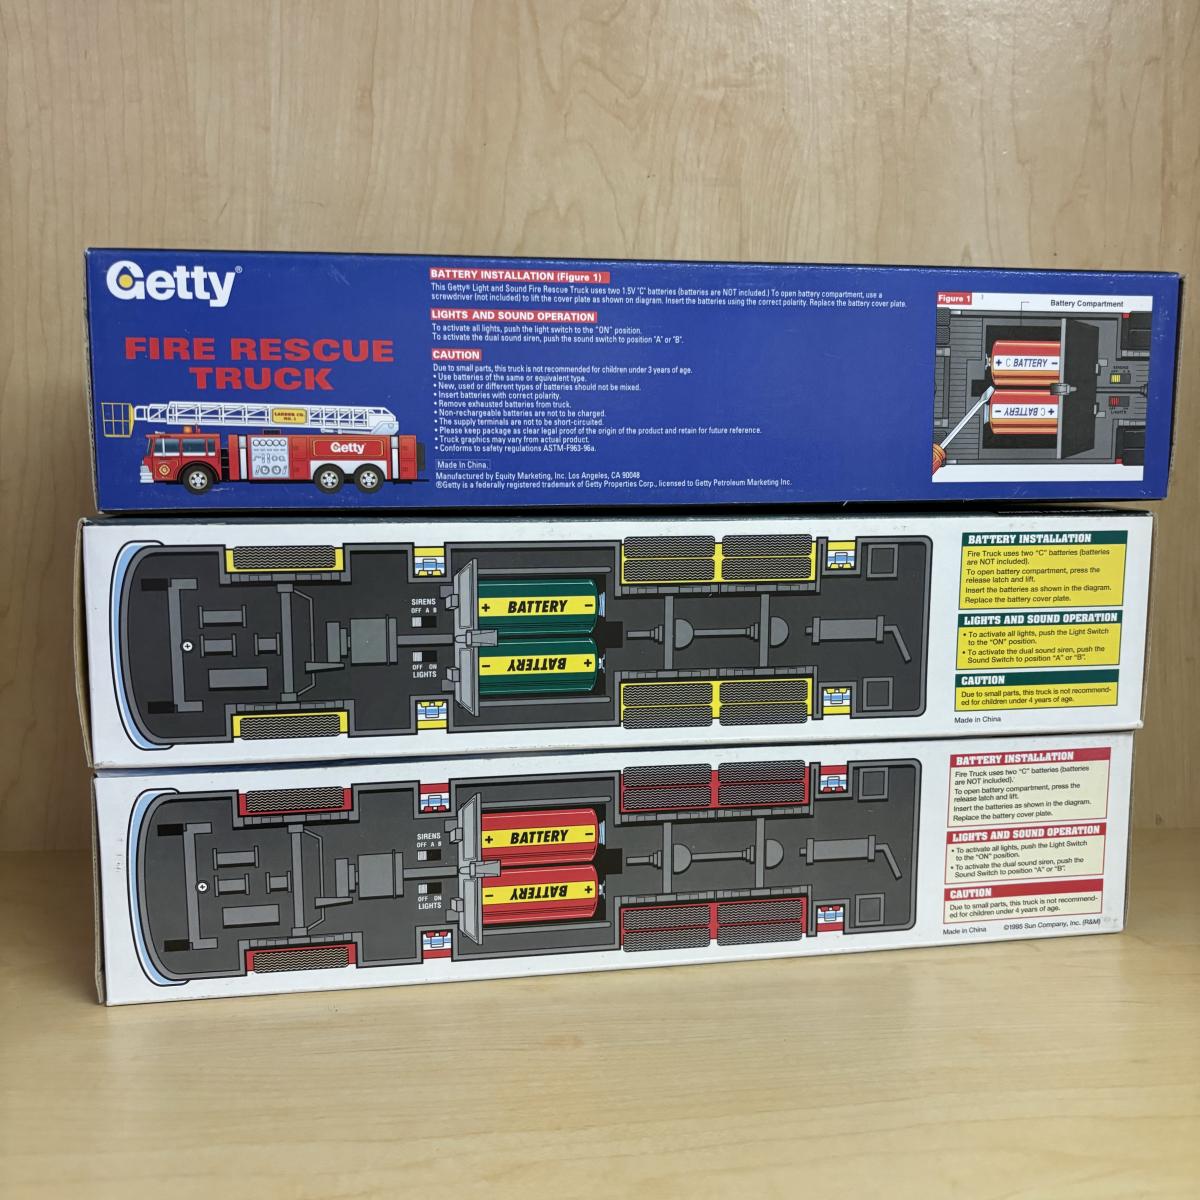 Getty®
FIRE RESCUE
TRUCK
LADDER CO.
NO. 1
Getty
BATTERY INSTALLATION (Figure 1)
This Getty® Light and Sound Fire Rescue Truck uses two 1.5V "C" batteries (batteries are NOT included.) To open battery compartment, use a
screwdriver (not included) to lift the cover plate as shown on diagram. Insert the batteries using the correct polarity. Replace the battery cover plate.
LIGHTS AND SOUND OPERATION
To activate all lights, push the light switch to the "ON" position.
To activate the dual sound siren, push the sound switch to position "A" or "B".
CAUTION
Due to small parts, this truck is not recommended for children under 3 years of age.
• Use batteries of the same or equivalent type.
• New, used or different types of batteries should not be mixed.
• Insert batteries with correct polarity.
• Remove exhausted batteries from truck.
• Non-rechargeable batteries are not to be charged.
• The supply terminals are not to be short-circuited.
• Please keep package as clear legal proof of the origin of the product and retain for future reference.
• Truck graphics may vary from actual product.
• Conforms to safety regulations ASTM-F963-96a.
Made In China.
Manufactured by Equity Marketing, Inc. Los Angeles, CA 90048
®Getty is a federally registered trademark of Getty Properties Corp., licensed to Getty Petroleum Marketing Inc.
Figure 1
Battery Compartment
+ C BATTERY −
+ C BATTERY −
SIRENS
LIGHTS
SIRENS
OFF A B
OFF ON
LIGHTS
+ BATTERY −
+ BATTERY −
BATTERY INSTALLATION
Fire Truck uses two "C" batteries (batteries
are NOT included).
To open battery compartment, press the
release latch and lift.
Insert the batteries as shown in the diagram.
Replace the battery cover plate.
LIGHTS AND SOUND OPERATION
• To activate all lights, push the Light Switch
to the "ON" position.
• To activate the dual sound siren, push the
Sound Switch to position "A" or "B".
CAUTION
Due to small parts, this truck is not recommend-
ed for children under 4 years of age.
Made in China
SIRENS
OFF A B
OFF ON
LIGHTS
+ BATTERY −
+ BATTERY −
BATTERY INSTALLATION
Fire Truck uses two "C" batteries (batteries
are NOT included).
To open battery compartment, press the
release latch and lift.
Insert the batteries as shown in the diagram.
Replace the battery cover plate.
LIGHTS AND SOUND OPERATION
• To activate all lights, push the Light Switch
to the "ON" position.
• To activate the dual sound siren, push the
Sound Switch to position "A" or "B".
CAUTION
Due to small parts, this truck is not recommend-
ed for children under 4 years of age.
Made in China ©1995 Sun Company, Inc. (R&M)